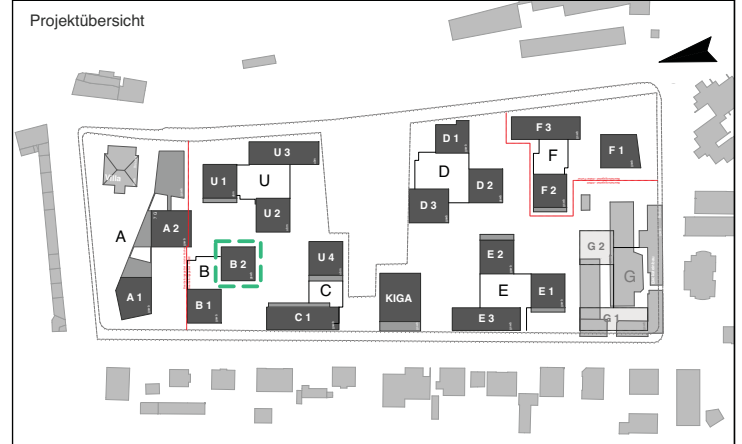 Projektübersicht
D 1
F 3
U 3
F
F 1
Villa
U 1
U
D
D 2
F 2
D 3
U 2
A
A 2
G 2
U 4
E 2
B
B 2
G
A 1
B 1
C
KIGA
E
E 1
C 1
E 3
G 1